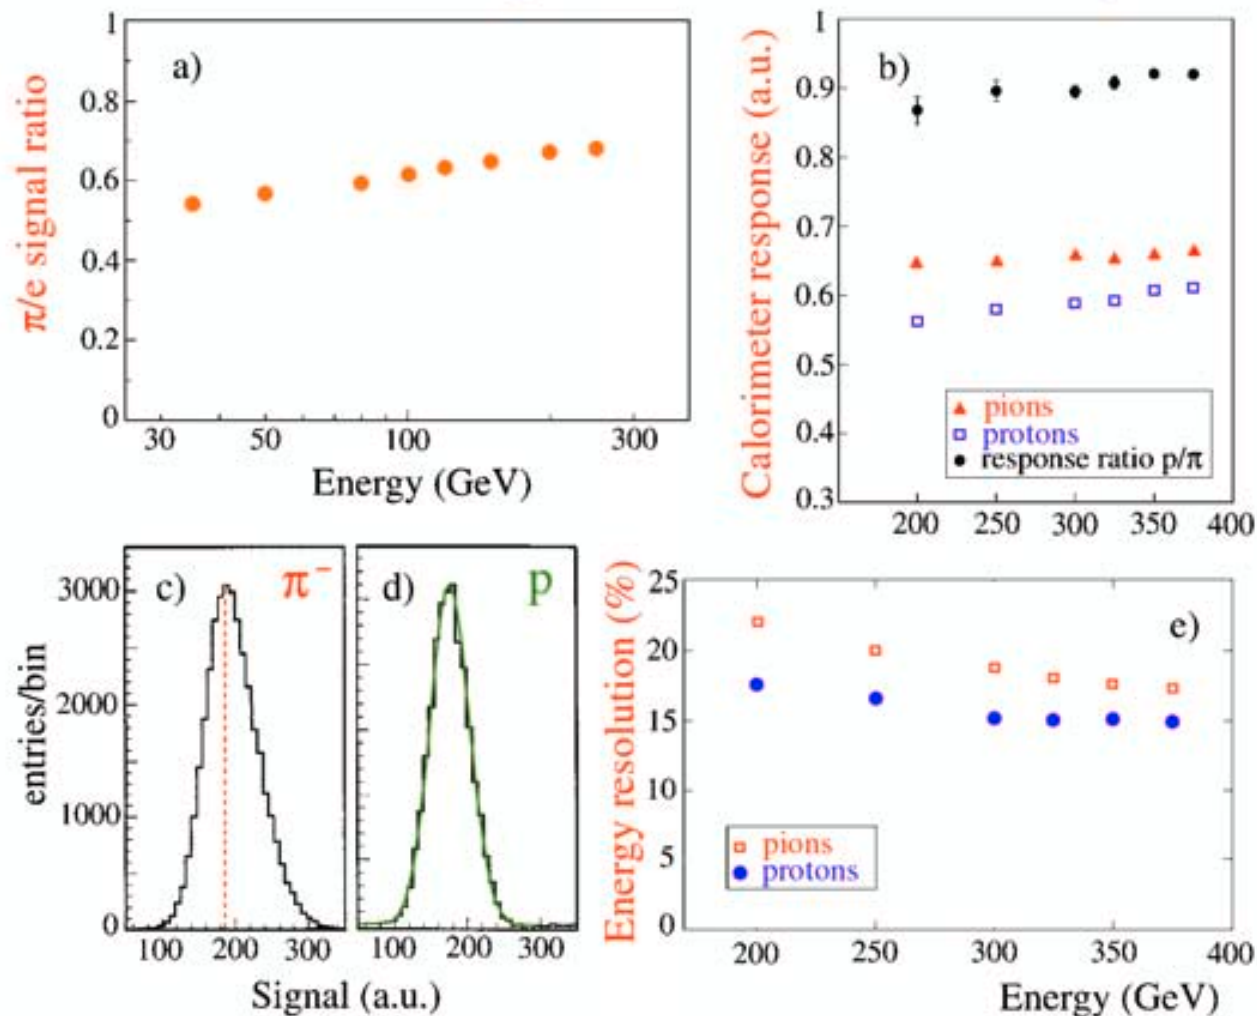 a)
π/e signal ratio
1
0.8
0.6
0.4
0.2
0
30 50 100 300
Energy (GeV)
b)
Calorimeter response (a.u.)
1
0.9
0.8
0.7
0.6
0.5
0.4
0.3
pions
protons
response ratio p/π
200 250 300 350 400
c) π⁻
entries/bin
3000
2000
1000
0
100 200 300
d) p
100 200 300
Signal (a.u.)
e)
Energy resolution (%)
25
20
15
10
5
0
pions
protons
200 250 300 350 400
Energy (GeV)